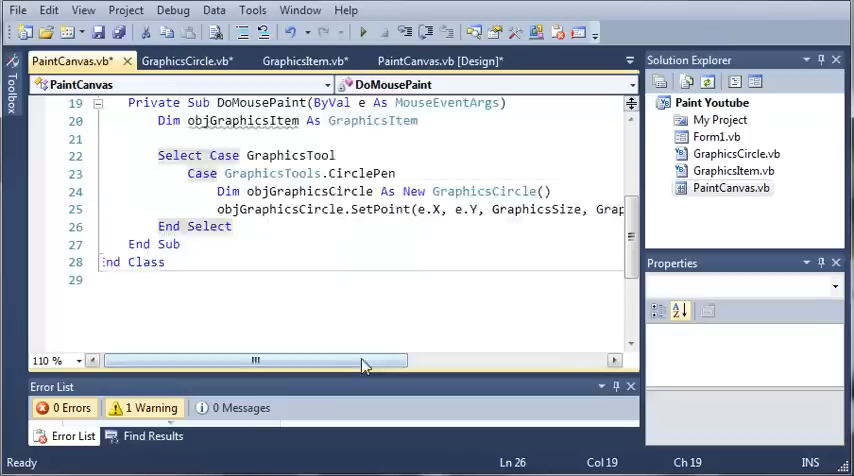 File Edit View Project Debug Data Tools Window Help
PaintCanvas.vb* GraphicsCircle.vb* GraphicsItem.vb* PaintCanvas.vb [Design]*
PaintCanvas DoMousePaint
19 Private Sub DoMousePaint(ByVal e As MouseEventArgs)
20 Dim objGraphicsItem As GraphicsItem
21
22 Select Case GraphicsTool
23 Case GraphicsTools.CirclePen
24 Dim objGraphicsCircle As New GraphicsCircle()
25 objGraphicsCircle.SetPoint(e.X, e.Y, GraphicsSize, Grap
26 End Select
27 End Sub
28 nd Class
29
110 %
Toolbox
Error List
0 Errors 1 Warning 0 Messages
Error List Find Results
Ready Ln 26 Col 19 Ch 19 INS
Solution Explorer
Paint Youtube
My Project
Form1.vb
GraphicsCircle.vb
GraphicsItem.vb
PaintCanvas.vb
Properties